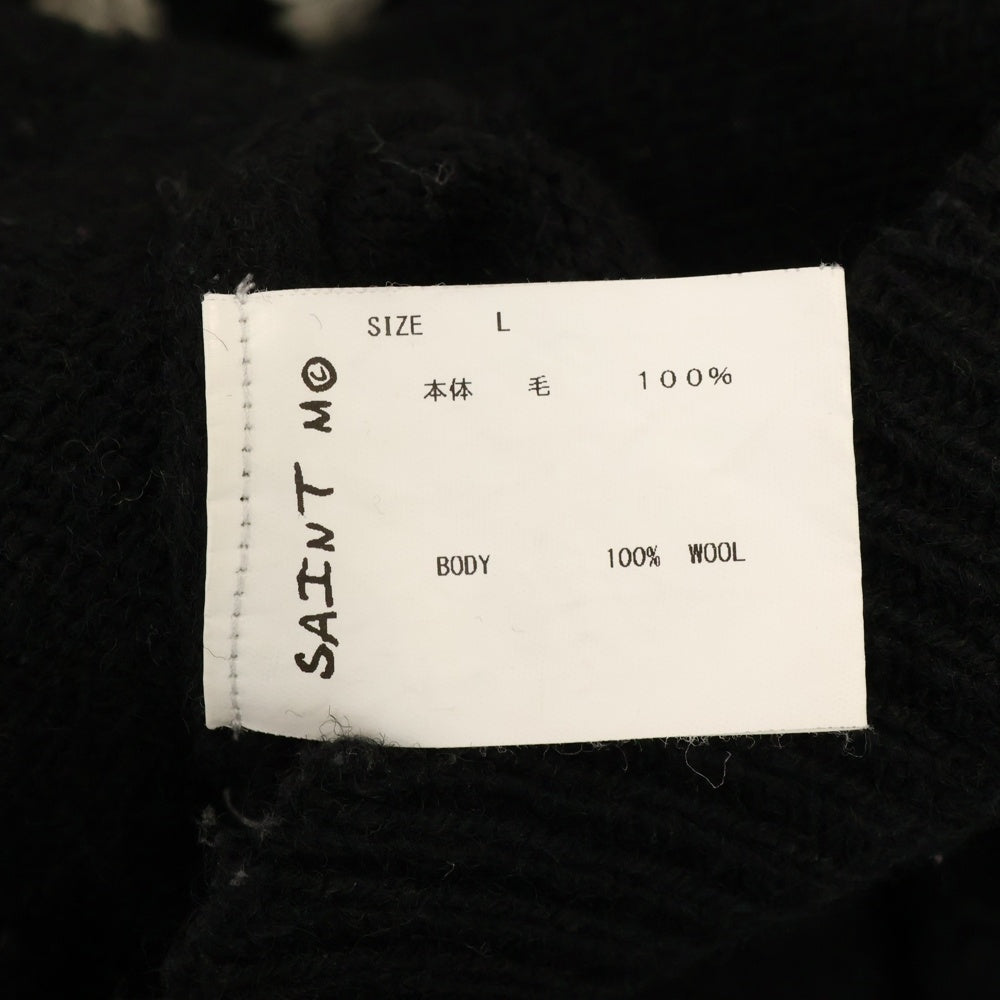 SIZE L
本体 毛 100%
BODY 100% WOOL
SAINT M©